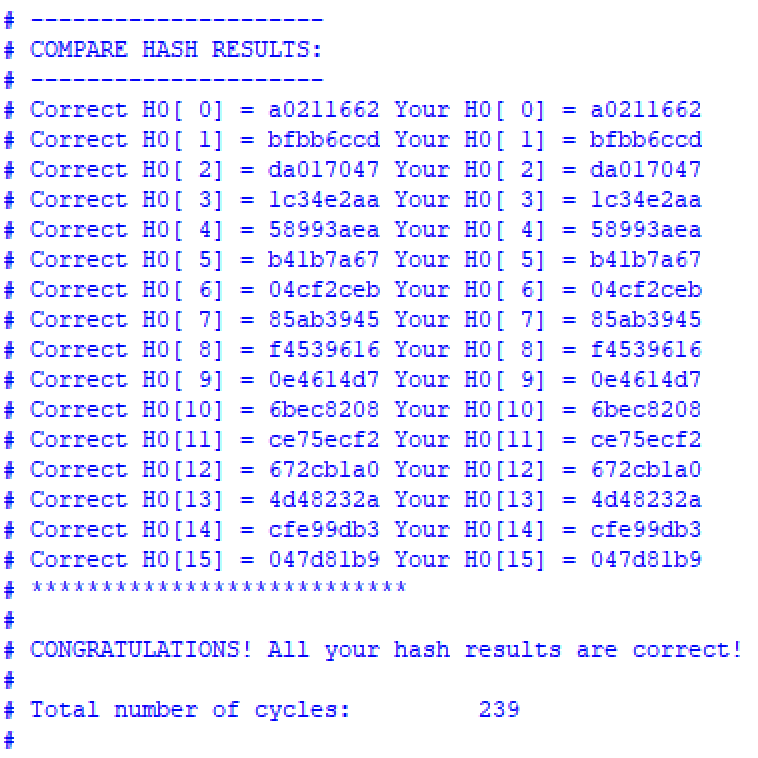 # ---------------------
# COMPARE HASH RESULTS:
# ---------------------
# Correct H0[ 0] = a0211662 Your H0[ 0] = a0211662
# Correct H0[ 1] = bfbb6ccd Your H0[ 1] = bfbb6ccd
# Correct H0[ 2] = da017047 Your H0[ 2] = da017047
# Correct H0[ 3] = 1c34e2aa Your H0[ 3] = 1c34e2aa
# Correct H0[ 4] = 58993aea Your H0[ 4] = 58993aea
# Correct H0[ 5] = b41b7a67 Your H0[ 5] = b41b7a67
# Correct H0[ 6] = 04cf2ceb Your H0[ 6] = 04cf2ceb
# Correct H0[ 7] = 85ab3945 Your H0[ 7] = 85ab3945
# Correct H0[ 8] = f4539616 Your H0[ 8] = f4539616
# Correct H0[ 9] = 0e4614d7 Your H0[ 9] = 0e4614d7
# Correct H0[10] = 6bec8208 Your H0[10] = 6bec8208
# Correct H0[11] = ce75ecf2 Your H0[11] = ce75ecf2
# Correct H0[12] = 672cb1a0 Your H0[12] = 672cb1a0
# Correct H0[13] = 4d48232a Your H0[13] = 4d48232a
# Correct H0[14] = cfe99db3 Your H0[14] = cfe99db3
# Correct H0[15] = 047d81b9 Your H0[15] = 047d81b9
# ***************************
#
# CONGRATULATIONS! All your hash results are correct!
#
# Total number of cycles:         239
#